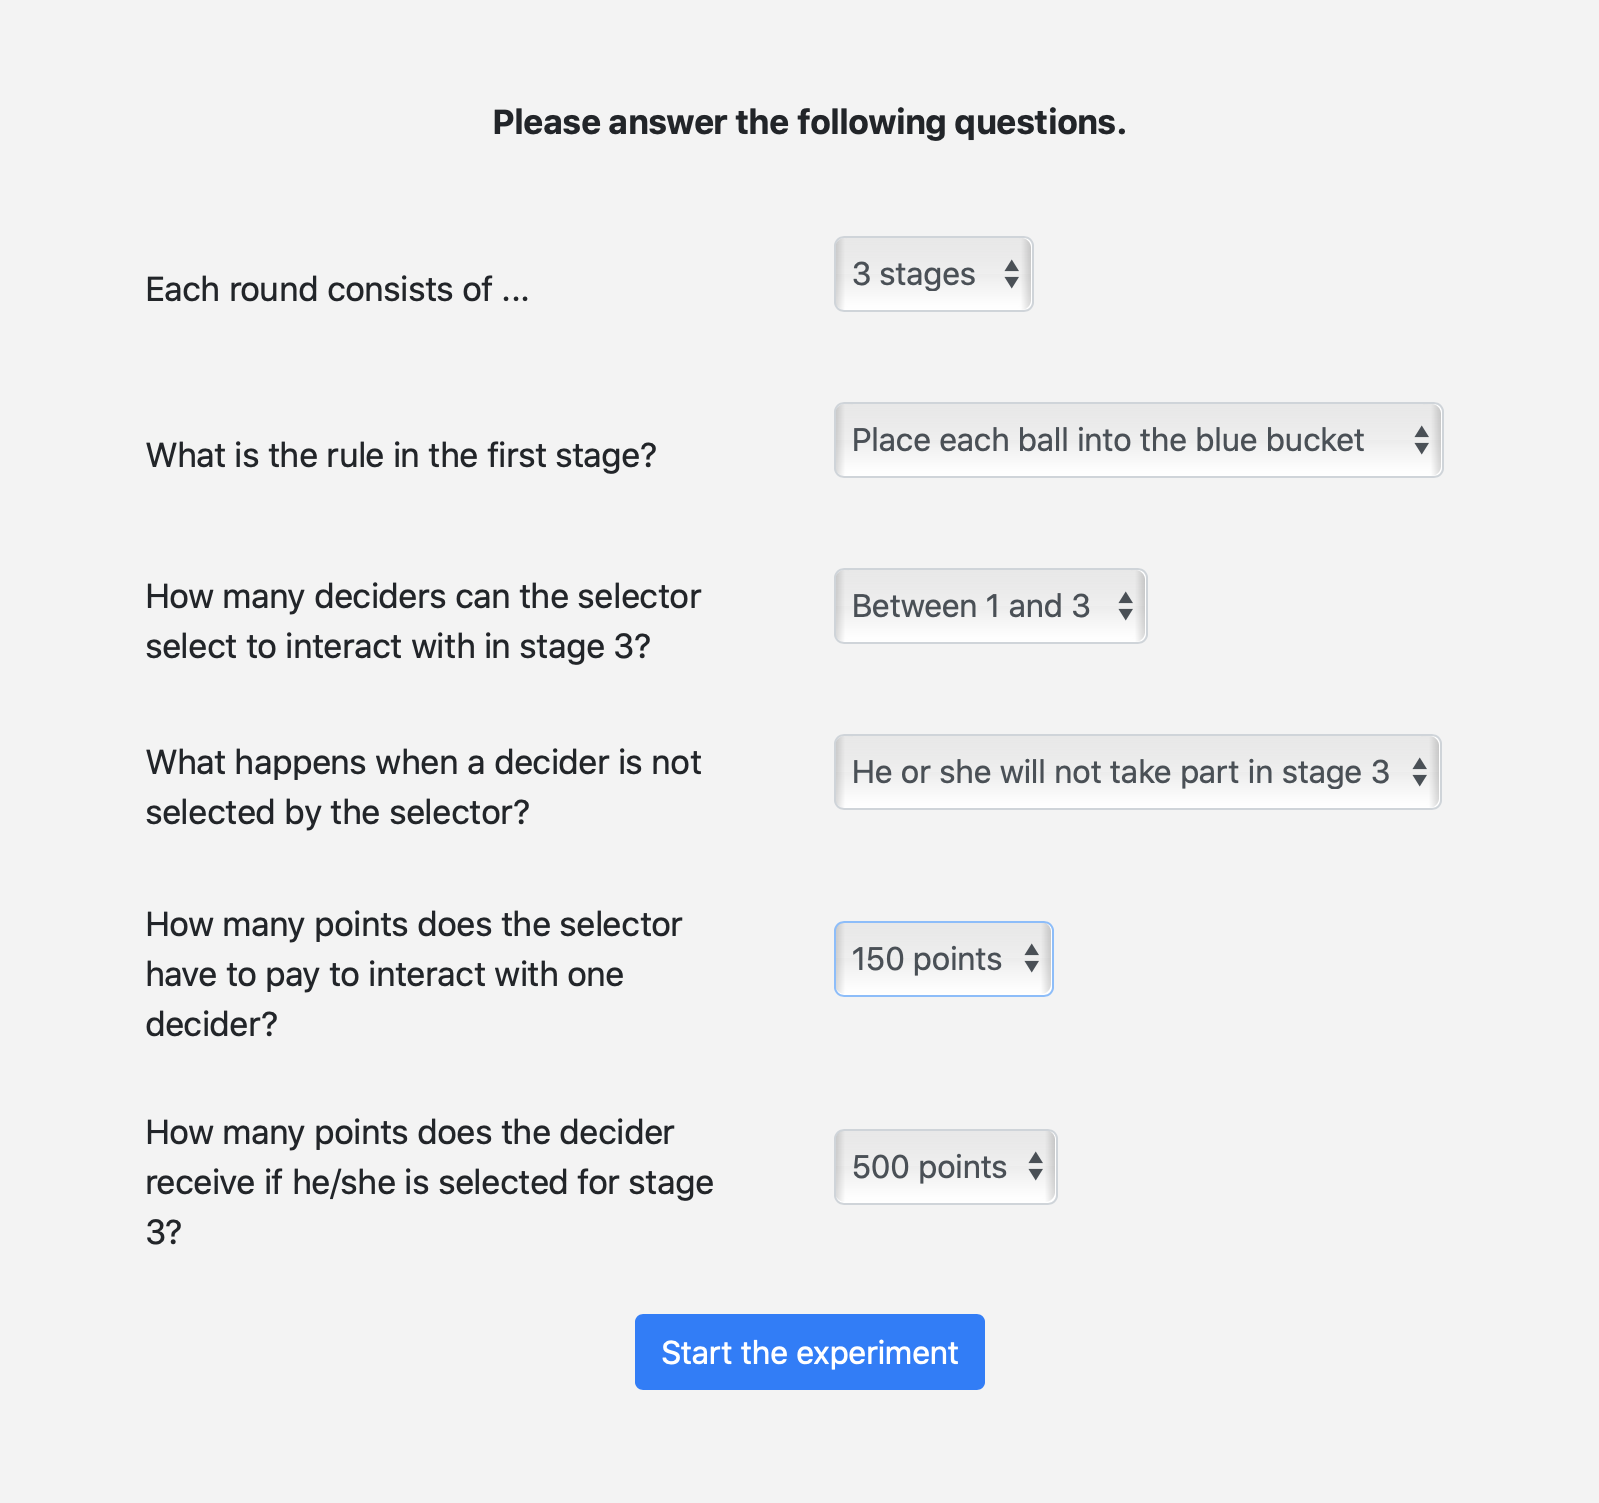 Please answer the following questions.
Each round consists of ...
3 stages
What is the rule in the first stage?
Place each ball into the blue bucket
How many deciders can the selector
select to interact with in stage 3?
Between 1 and 3
What happens when a decider is not
selected by the selector?
He or she will not take part in stage 3
How many points does the selector
have to pay to interact with one
decider?
150 points
How many points does the decider
receive if he/she is selected for stage
3?
500 points
Start the experiment